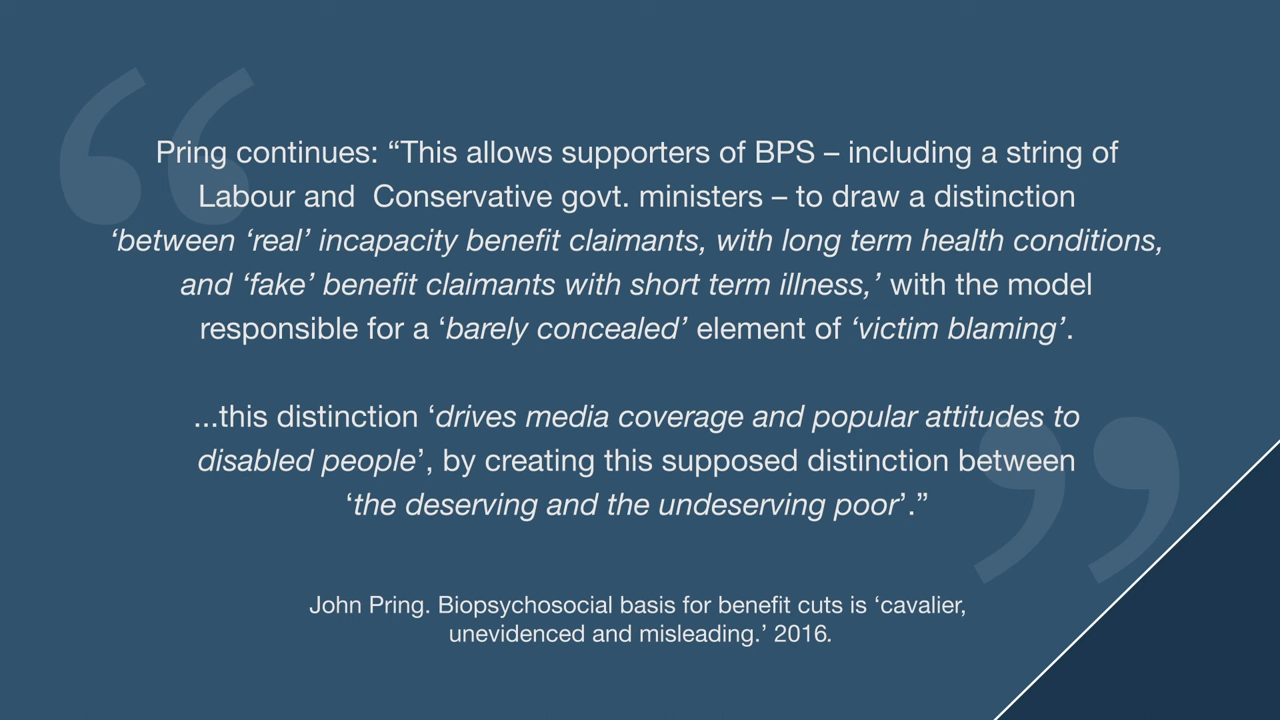 Pring continues: “This allows supporters of BPS – including a string of
Labour and  Conservative govt. ministers – to draw a distinction
‘between ‘real’ incapacity benefit claimants, with long term health conditions,
and ‘fake’ benefit claimants with short term illness,’ with the model
responsible for a ‘barely concealed’ element of ‘victim blaming’.
...this distinction ‘drives media coverage and popular attitudes to
disabled people’, by creating this supposed distinction between
‘the deserving and the undeserving poor’.”
John Pring. Biopsychosocial basis for benefit cuts is ‘cavalier,
unevidenced and misleading.’ 2016.